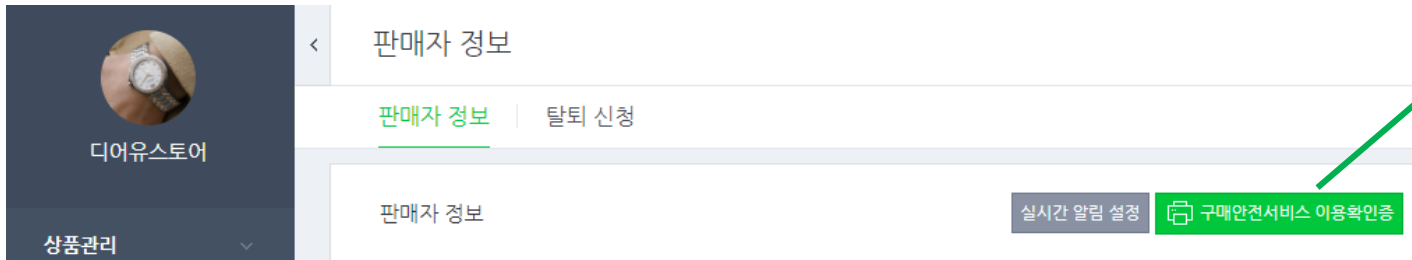 판매자 정보
판매자 정보 탈퇴 신청
디어유스토어
판매자 정보 실시간 알림 설정 구매안전서비스 이용확인증
상품관리